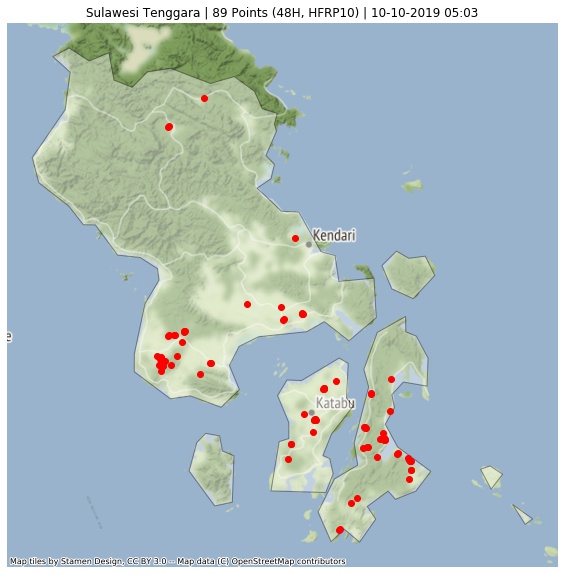 Sulawesi Tenggara | 89 Points (48H, HFRP10) | 10-10-2019 05:03
Kendari
e
Katabu
Map tiles by Stamen Design, CC BY 3.0 -- Map data (C) OpenStreetMap contributors